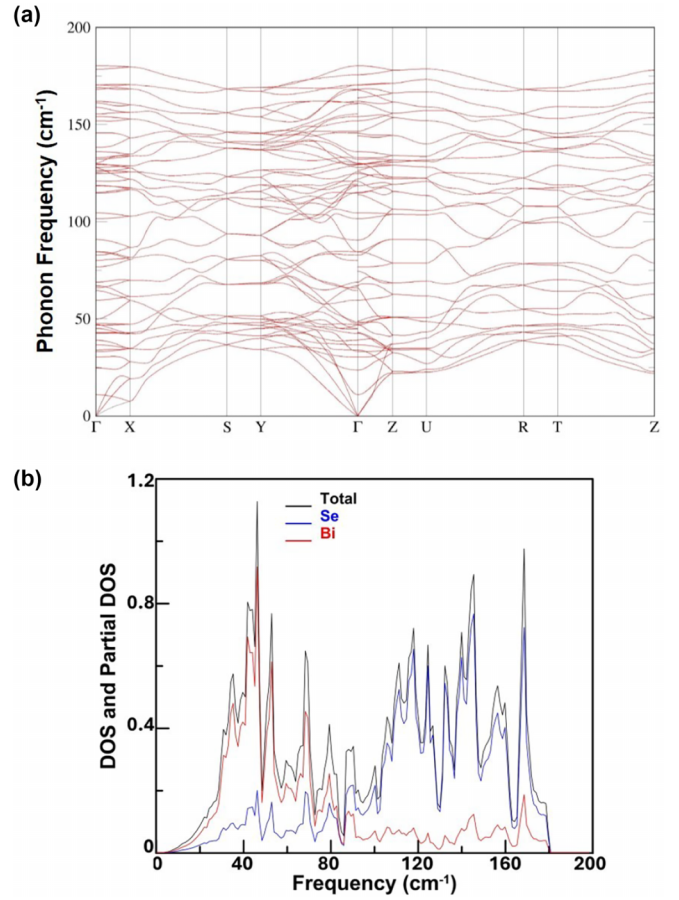 (a)
200
150
100
50
0
Phonon Frequency (cm⁻¹)
Γ X S Y Γ Z U R T Z
(b)
1.2
0.8
0.4
0
DOS and Partial DOS
Total
Se
Bi
0 40 80 120 160 200
Frequency (cm⁻¹)